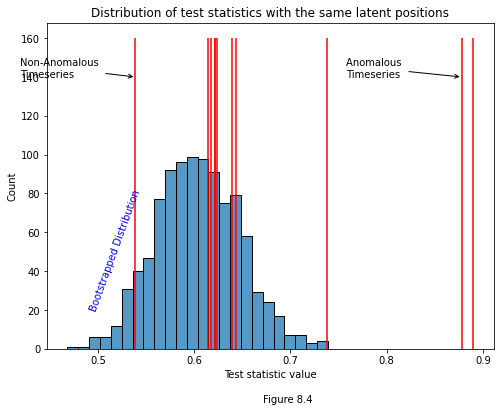 Distribution of test statistics with the same latent positions
160
140
120
100
80
60
40
20
0
Count
Non-Anomalous
Timeseries
Anomalous
Timeseries
Bootstrapped Distribution
0.5 0.6 0.7 0.8 0.9
Test statistic value
Figure 8.4